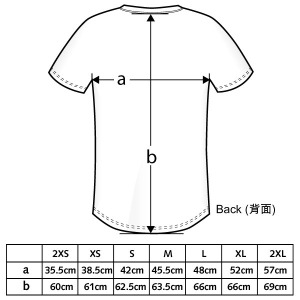 a
b
Back (背面)
2XS XS S M L XL 2XL
a 35.5cm 38.5cm 42cm 45.5cm 48cm 52cm 57cm
b 60cm 61cm 62.5cm 63.5cm 66cm 66cm 69cm